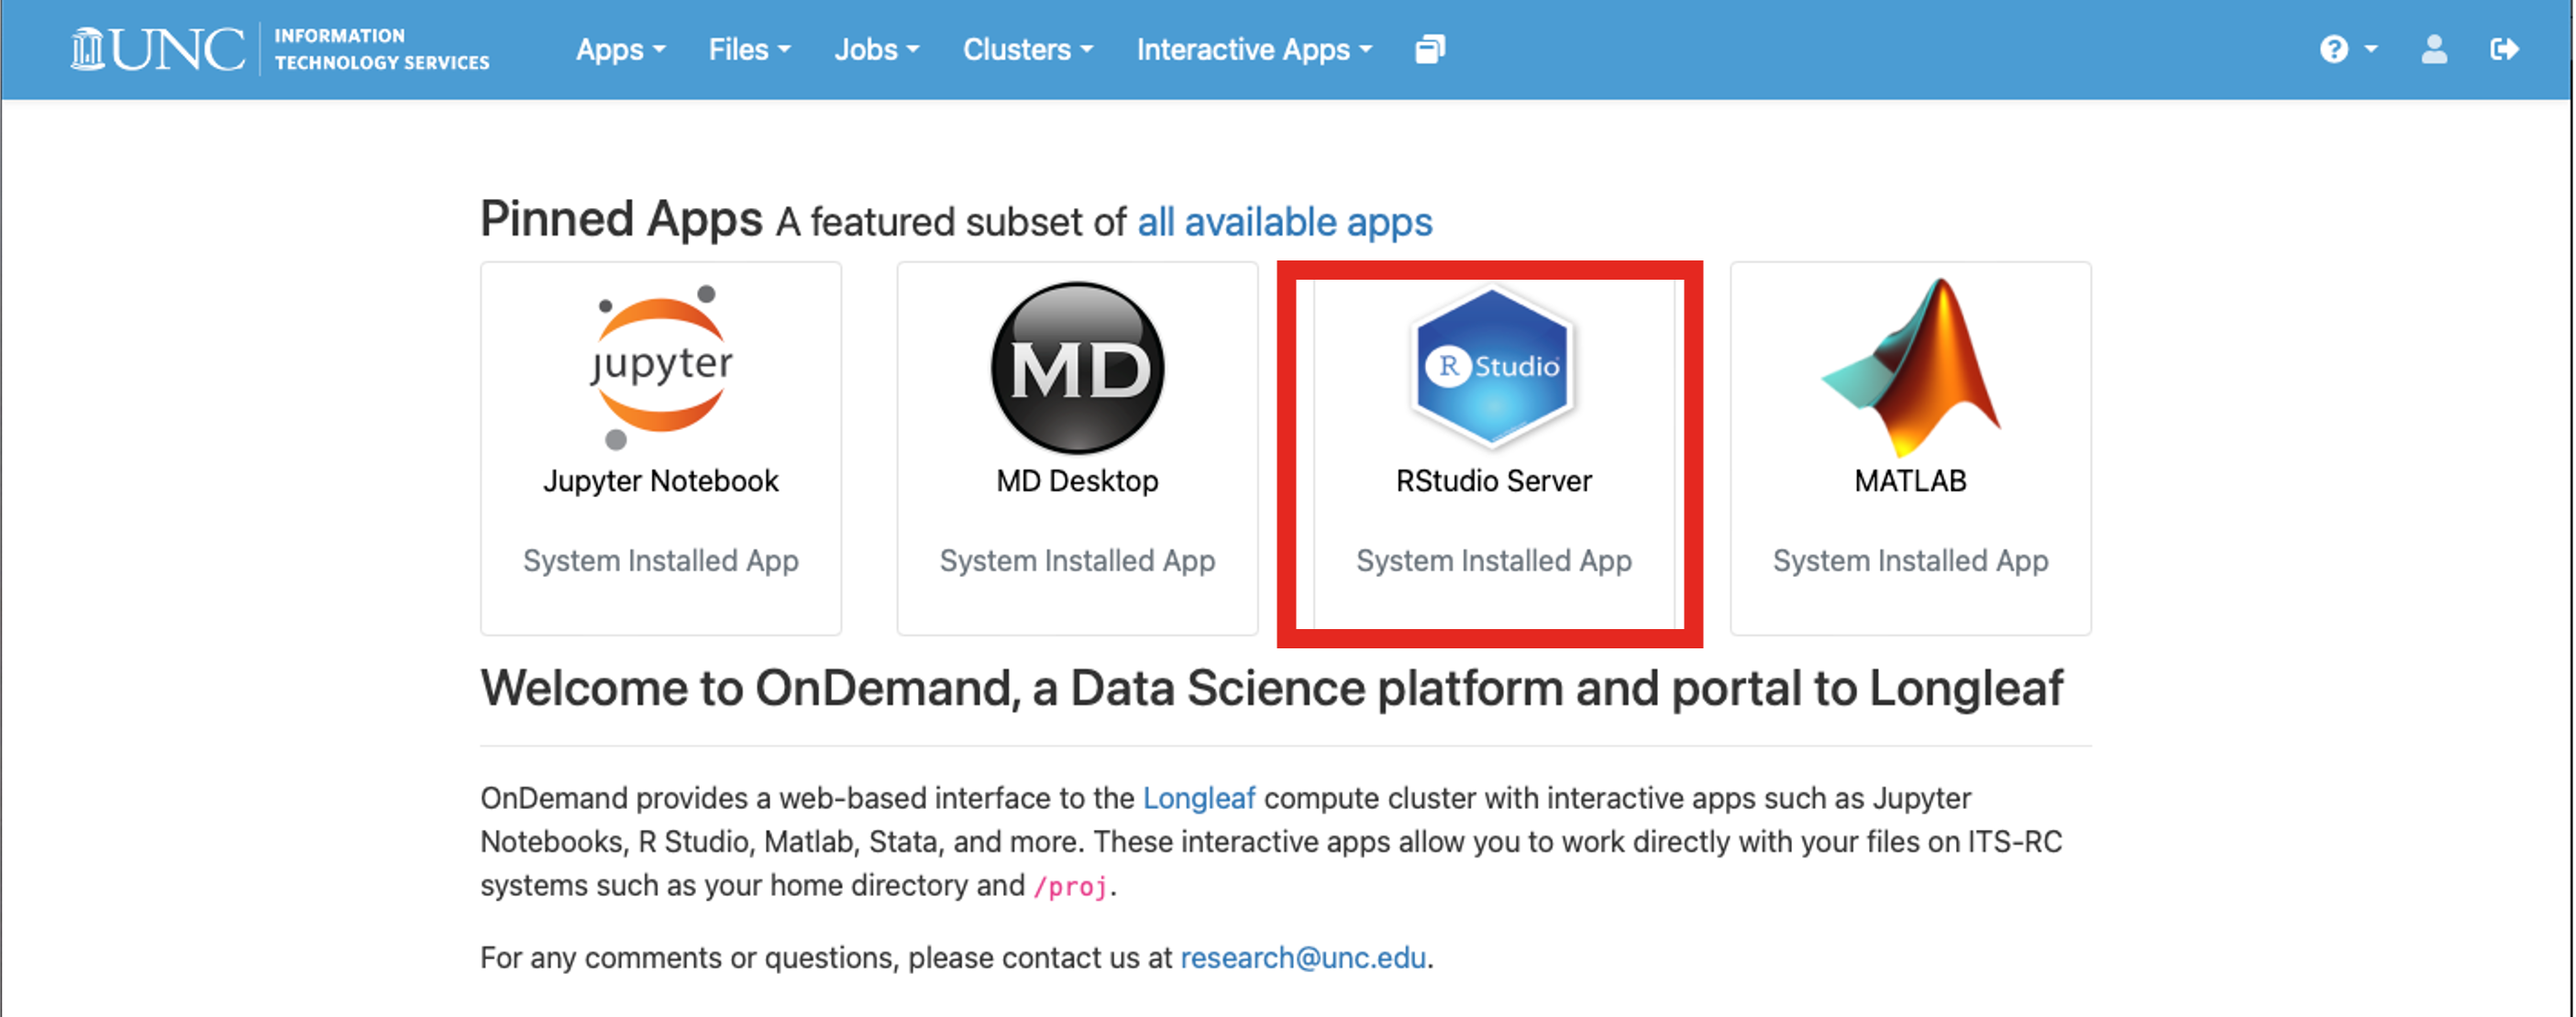 UNC INFORMATION TECHNOLOGY SERVICES Apps Files Jobs Clusters Interactive Apps ?
Pinned Apps A featured subset of all available apps
jupyter
Jupyter Notebook
System Installed App
MD
MD Desktop
System Installed App
R Studio
RStudio Server
System Installed App
MATLAB
System Installed App
Welcome to OnDemand, a Data Science platform and portal to Longleaf
OnDemand provides a web-based interface to the Longleaf compute cluster with interactive apps such as Jupyter
Notebooks, R Studio, Matlab, Stata, and more. These interactive apps allow you to work directly with your files on ITS-RC
systems such as your home directory and /proj.
For any comments or questions, please contact us at research@unc.edu.